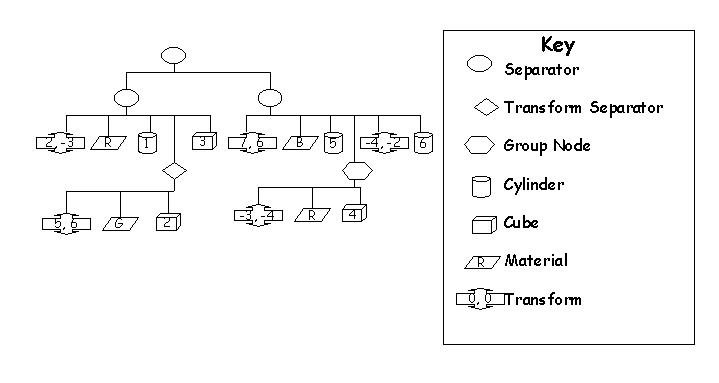 Key
Separator
Transform Separator
Group Node
Cylinder
Cube
R Material
0, 0 Transform
2, -3 R 1 3 7, 6 B 5 -4, -2 6
5, 6 G 2 -3, -4 R 4